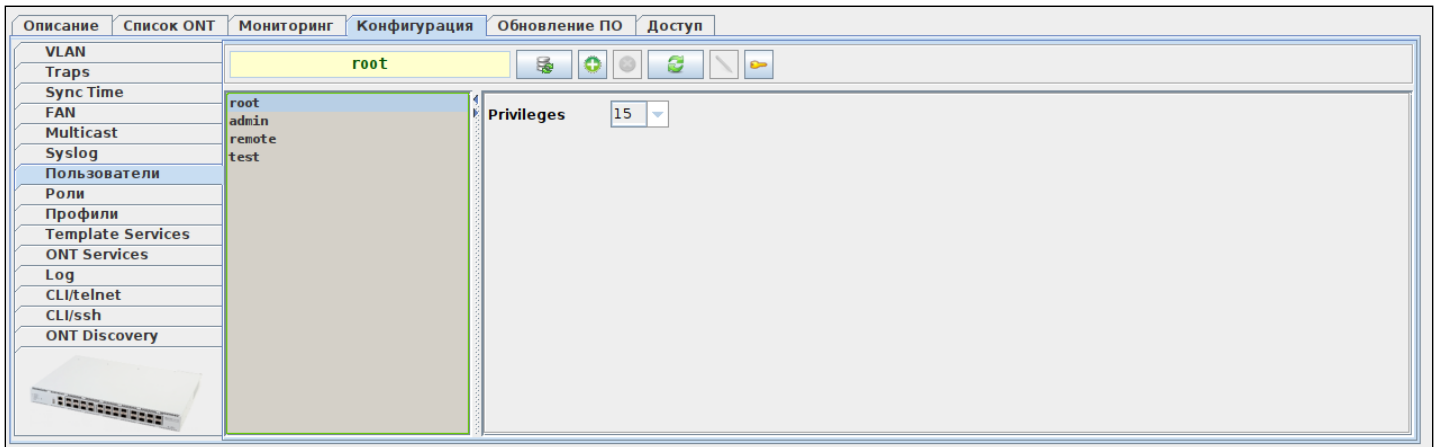 Описание Список ONT Мониторинг Конфигурация Обновление ПО Доступ
VLAN
Traps
Sync Time
FAN
Multicast
Syslog
Пользователи
Роли
Профили
Template Services
ONT Services
Log
CLI/telnet
CLI/ssh
ONT Discovery
root
root
admin
remote
test
Privileges 15